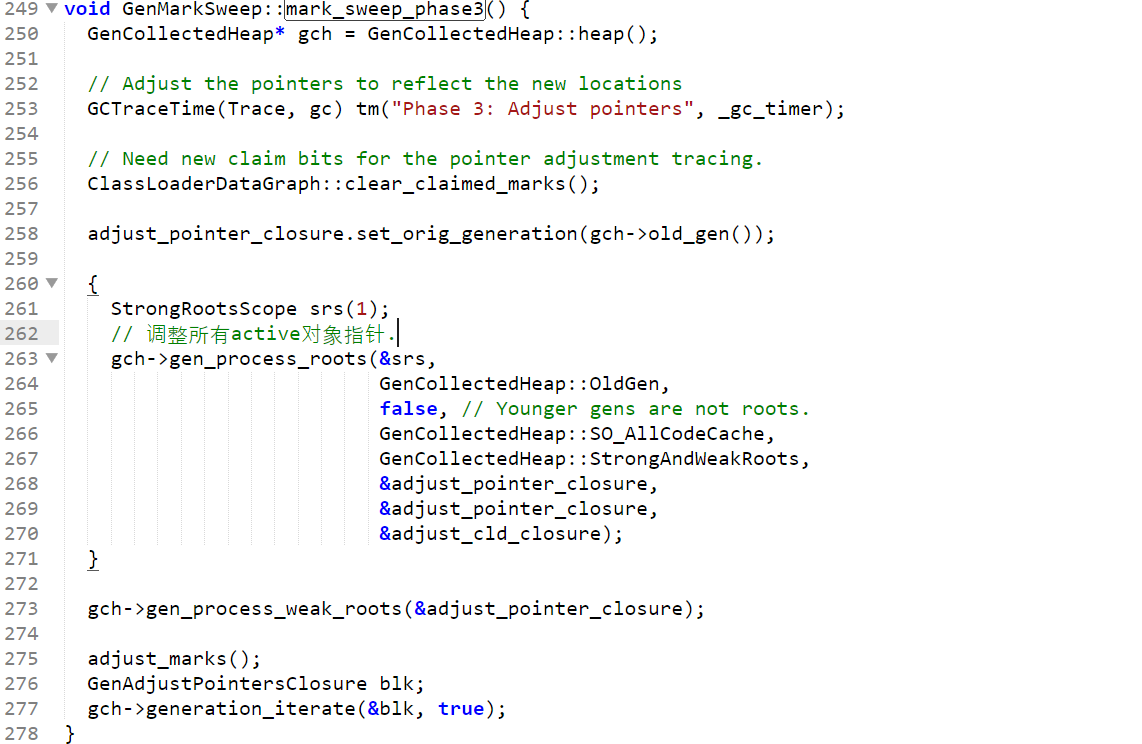 249 void GenMarkSweep::mark_sweep_phase3() {
250 GenCollectedHeap* gch = GenCollectedHeap::heap();
251
252 // Adjust the pointers to reflect the new locations
253 GCTraceTime(Trace, gc) tm("Phase 3: Adjust pointers", _gc_timer);
254
255 // Need new claim bits for the pointer adjustment tracing.
256 ClassLoaderDataGraph::clear_claimed_marks();
257
258 adjust_pointer_closure.set_orig_generation(gch->old_gen());
259
260 {
261 StrongRootsScope srs(1);
262 // 调整所有active对象指针.
263 gch->gen_process_roots(&srs,
264 GenCollectedHeap::OldGen,
265 false, // Younger gens are not roots.
266 GenCollectedHeap::SO_AllCodeCache,
267 GenCollectedHeap::StrongAndWeakRoots,
268 &adjust_pointer_closure,
269 &adjust_pointer_closure,
270 &adjust_cld_closure);
271 }
272
273 gch->gen_process_weak_roots(&adjust_pointer_closure);
274
275 adjust_marks();
276 GenAdjustPointersClosure blk;
277 gch->generation_iterate(&blk, true);
278 }